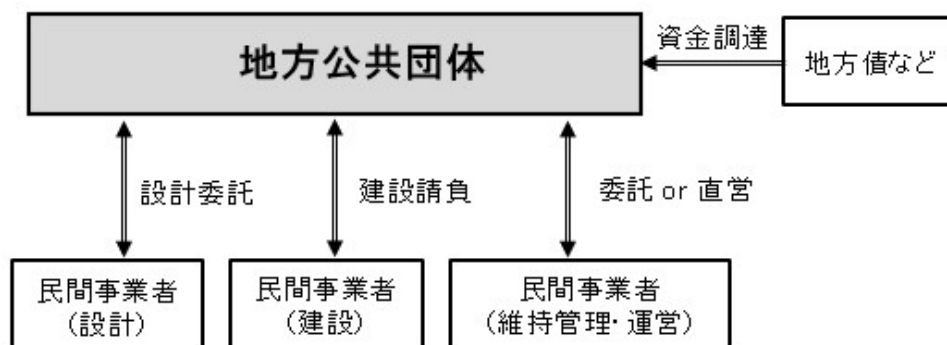 地方公共団体
資金調達
地方債など
設計委託
建設請負
委託 or 直営
民間事業者
(設計)
民間事業者
(建設)
民間事業者
(維持管理・運営)